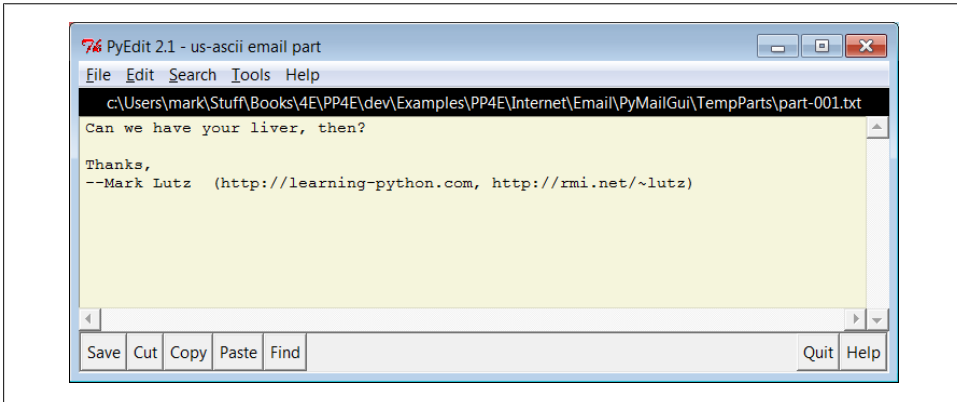 PyEdit 2.1 - us-ascii email part
File Edit Search Tools Help
c:\Users\mark\Stuff\Books\4E\PP4E\dev\Examples\PP4E\Internet\Email\PyMailGui\TempParts\part-001.txt
Can we have your liver, then?
Thanks,
--Mark Lutz (http://learning-python.com, http://rmi.net/~lutz)
Save Cut Copy Paste Find Quit Help